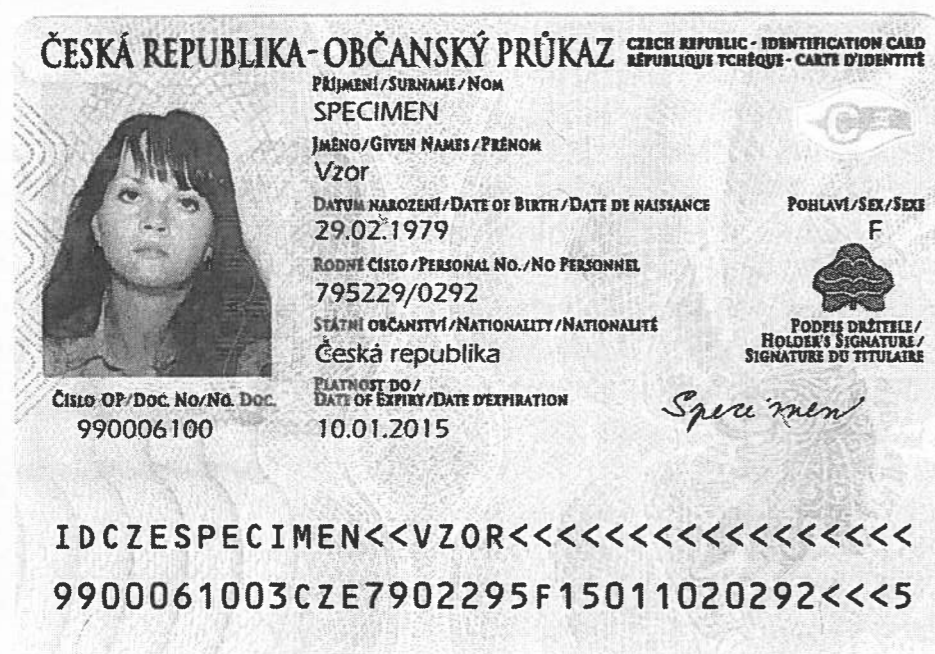 ČESKÁ REPUBLIKA - OBČANSKÝ PRŮKAZ
CZECH REPUBLIC - IDENTIFICATION CARD
RÉPUBLIQUE TCHÈQUE - CARTE D'IDENTITÉ
PŘÍJMENÍ/SURNAME/NOM
SPECIMEN
JMÉNO/GIVEN NAMES/PRÉNOM
Vzor
DATUM NAROZENÍ/DATE OF BIRTH/DATE DE NAISSANCE
29.02.1979
POHLAVÍ/SEX/SEXE
F
RODNÉ ČÍSLO/PERSONAL NO./NO PERSONNEL
795229/0292
STÁTNÍ OBČANSTVÍ/NATIONALITY/NATIONALITÉ
Česká republika
PODPIS DRŽITELE/
HOLDER'S SIGNATURE/
SIGNATURE DU TITULAIRE
Specimen
ČÍSLO OP/DOC. NO/NO. DOC.
990006100
PLATNOST DO/
DATE OF EXPIRY/DATE D'EXPIRATION
10.01.2015
IDCZESPECIMEN<<VZOR<<<<<<<<<<<<<<<<<
9900061003CZE7902295F15011020292<<<5